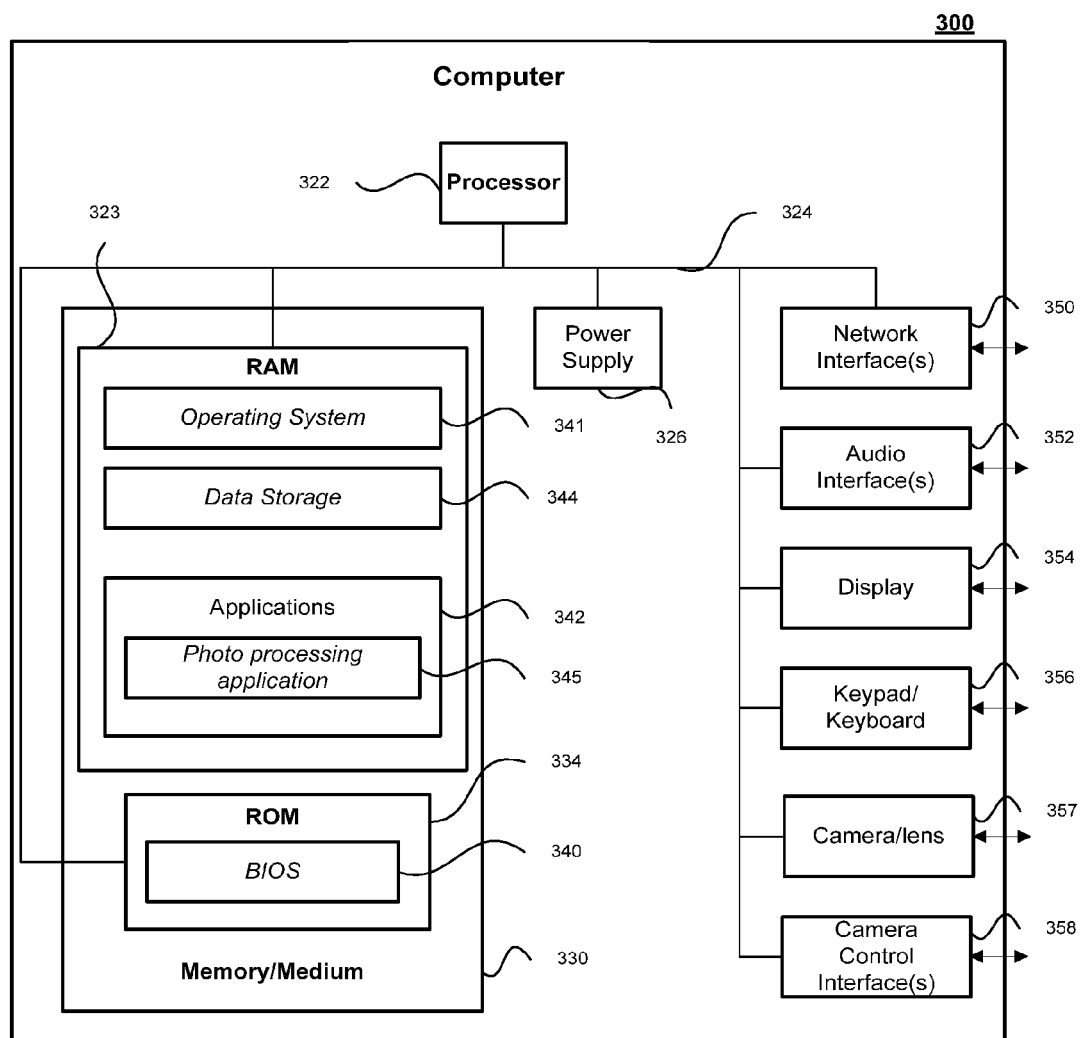 300
Computer
Processor
322
323
324
RAM
Operating System
341
Data Storage
344
Applications
342
Photo processing
application
345
334
ROM
BIOS
340
Memory/Medium
330
Power
Supply
326
Network
Interface(s)
350
Audio
Interface(s)
352
Display
354
Keypad/
Keyboard
356
Camera/lens
357
Camera
Control
Interface(s)
358